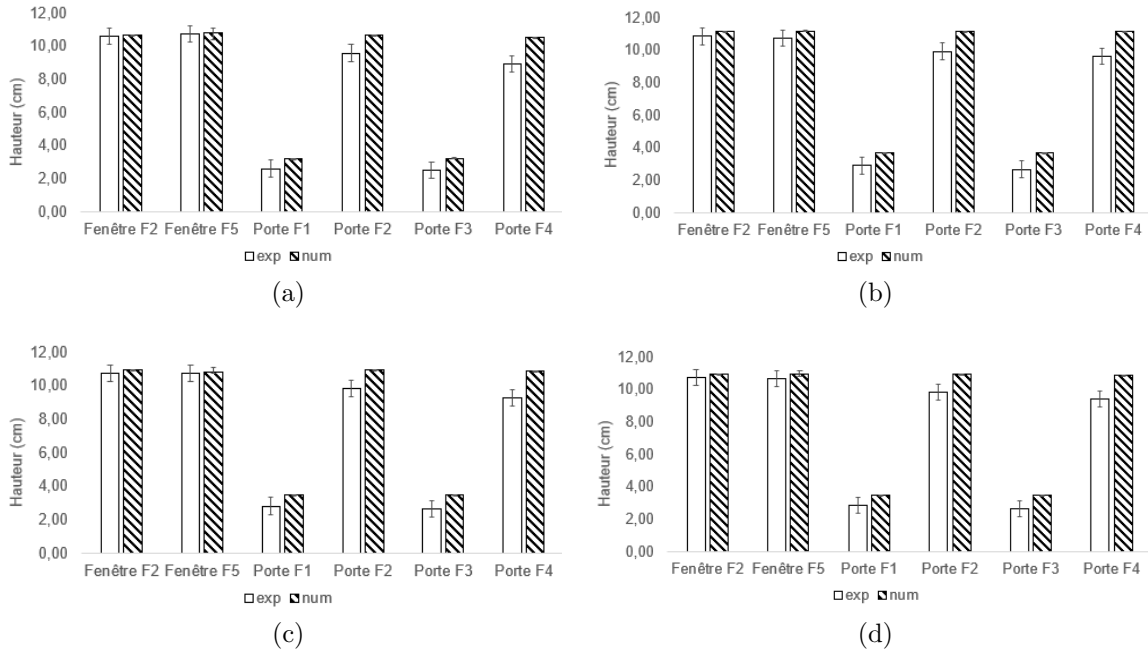 12,00
10,00
8,00
6,00
4,00
2,00
0,00
Hauteur (cm)
Fenêtre F2 Fenêtre F5 Porte F1 Porte F2 Porte F3 Porte F4
exp num
(a)
12,00
10,00
8,00
6,00
4,00
2,00
0,00
Hauteur (cm)
Fenêtre F2 Fenêtre F5 Porte F1 Porte F2 Porte F3 Porte F4
exp num
(b)
12,00
10,00
8,00
6,00
4,00
2,00
0,00
Hauteur (cm)
Fenêtre F2 Fenêtre F5 Porte F1 Porte F2 Porte F3 Porte F4
exp num
(c)
12,00
10,00
8,00
6,00
4,00
2,00
0,00
Hauteur (cm)
Fenêtre F2 Fenêtre F5 Porte F1 Porte F2 Porte F3 Porte F4
exp num
(d)